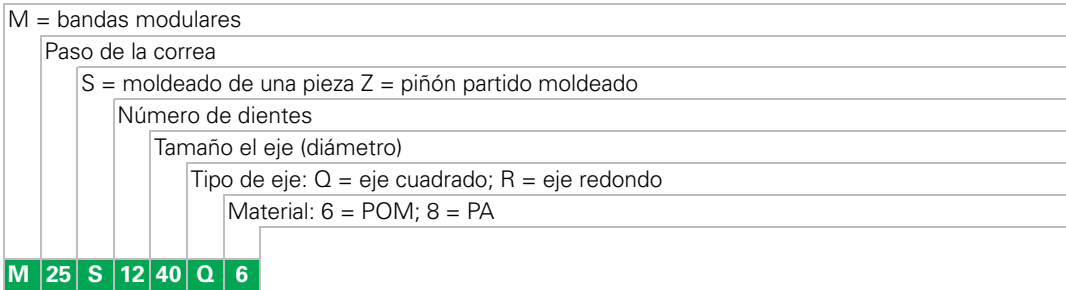 M = bandas modulares
Paso de la correa
S = moldeado de una pieza Z = piñón partido moldeado
Número de dientes
Tamaño el eje (diámetro)
Tipo de eje: Q = eje cuadrado; R = eje redondo
Material: 6 = POM; 8 = PA
M 25 S 12 40 Q 6